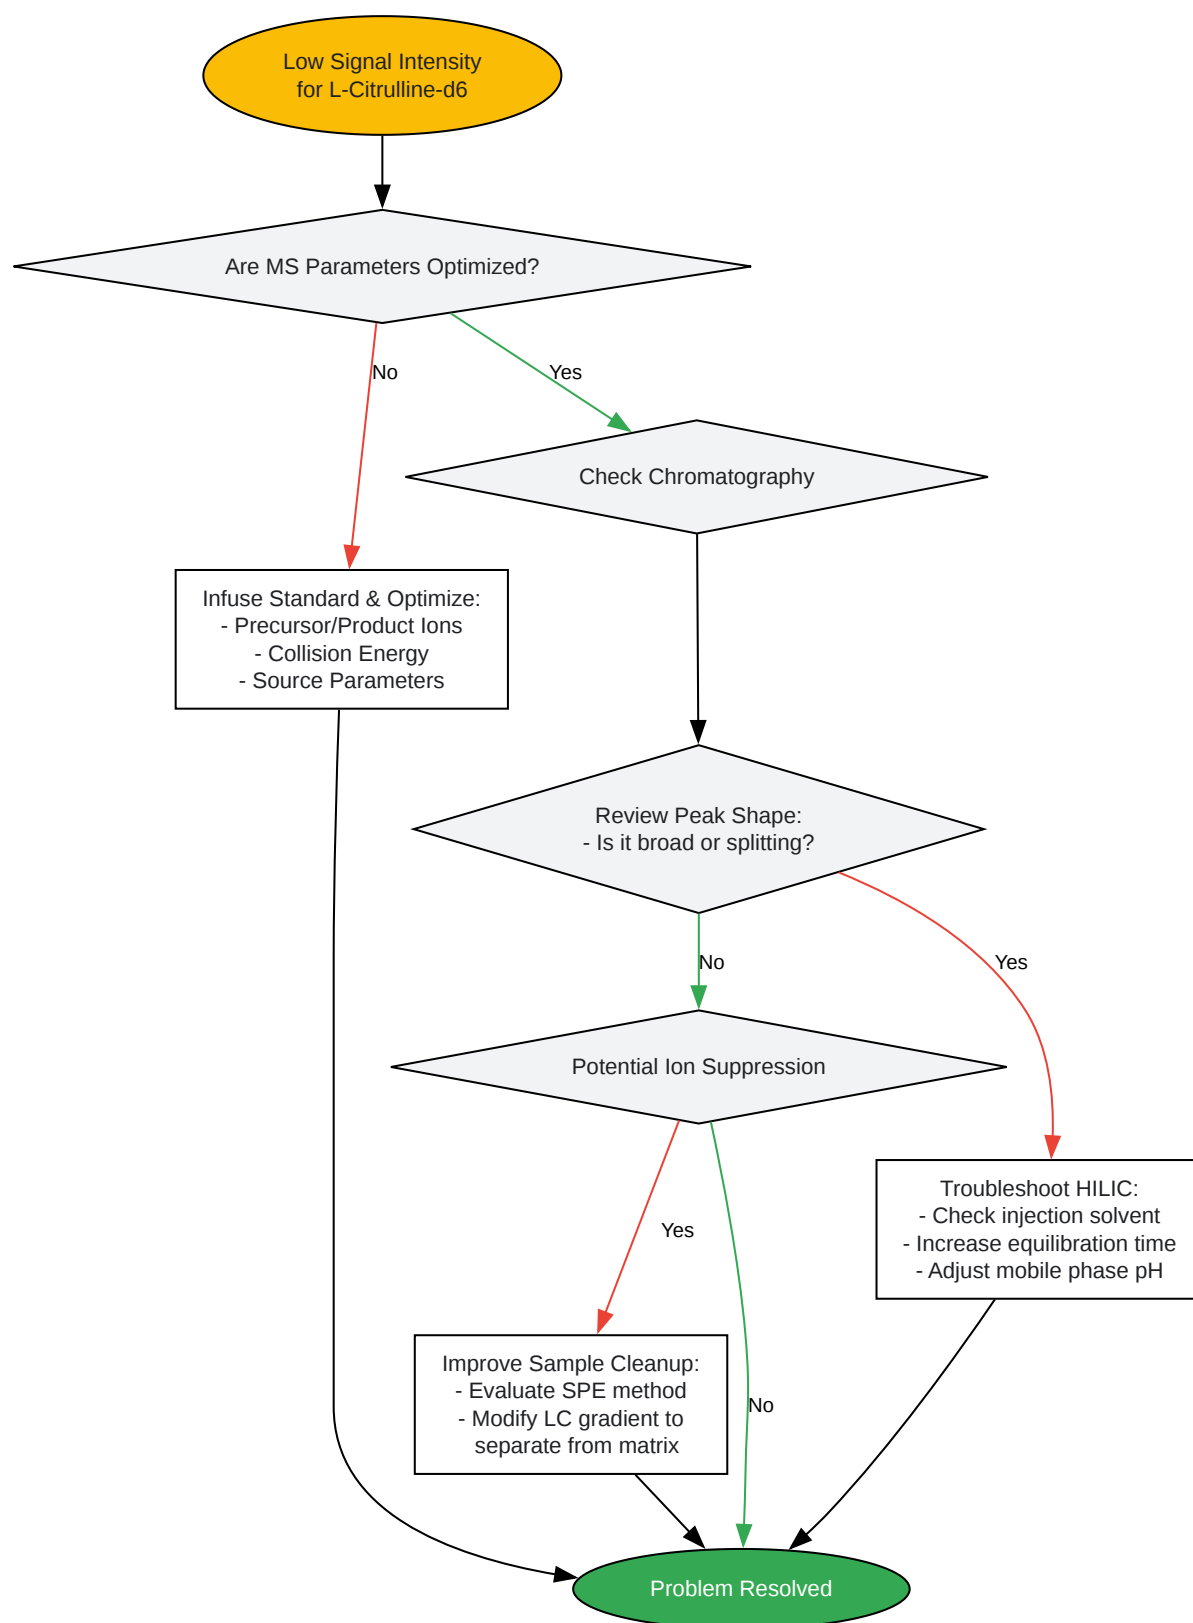 Low Signal Intensity
for L-Citrulline-d6
Are MS Parameters Optimized?
No
Yes
Check Chromatography
Infuse Standard & Optimize:
- Precursor/Product Ions
- Collision Energy
- Source Parameters
Review Peak Shape:
- Is it broad or splitting?
No
Yes
Potential Ion Suppression
Troubleshoot HILIC:
- Check injection solvent
- Increase equilibration time
- Adjust mobile phase pH
Yes
Improve Sample Cleanup:
- Evaluate SPE method
- Modify LC gradient to
separate from matrix
No
Problem Resolved